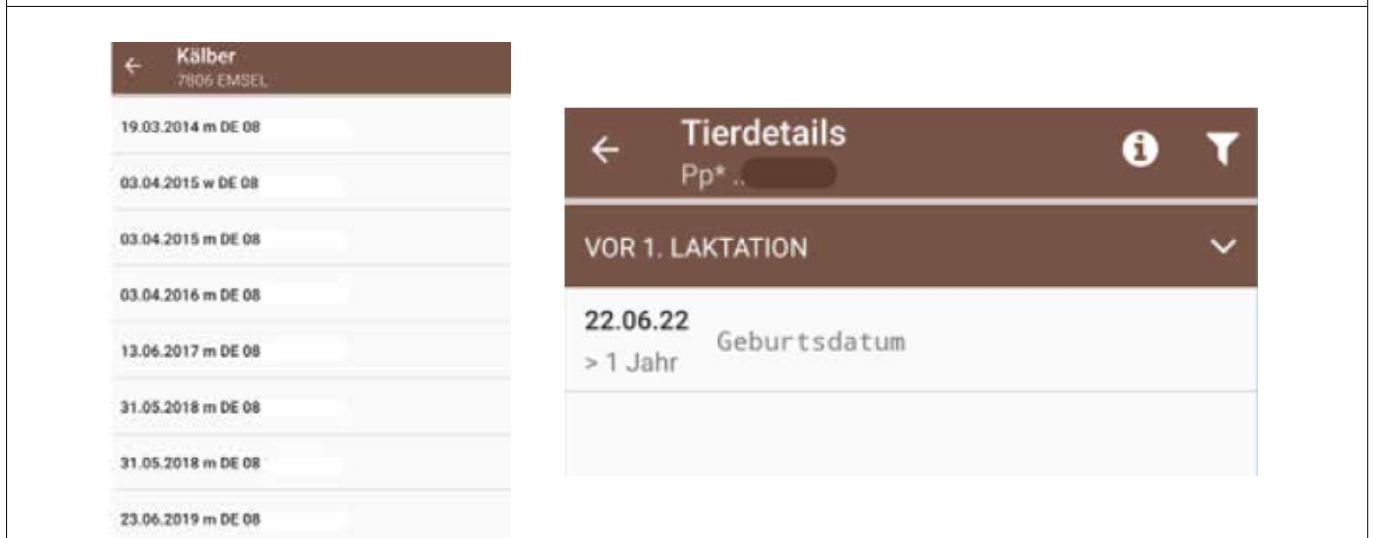 Kälber
7806 EMSEL
19.03.2014 m DE 08
03.04.2015 w DE 08
03.04.2015 m DE 08
03.04.2016 m DE 08
13.06.2017 m DE 08
31.05.2018 m DE 08
31.05.2018 m DE 08
23.06.2019 m DE 08
Tierdetails
Pp* ..
VOR 1. LAKTATION
22.06.22
Geburtsdatum
> 1 Jahr